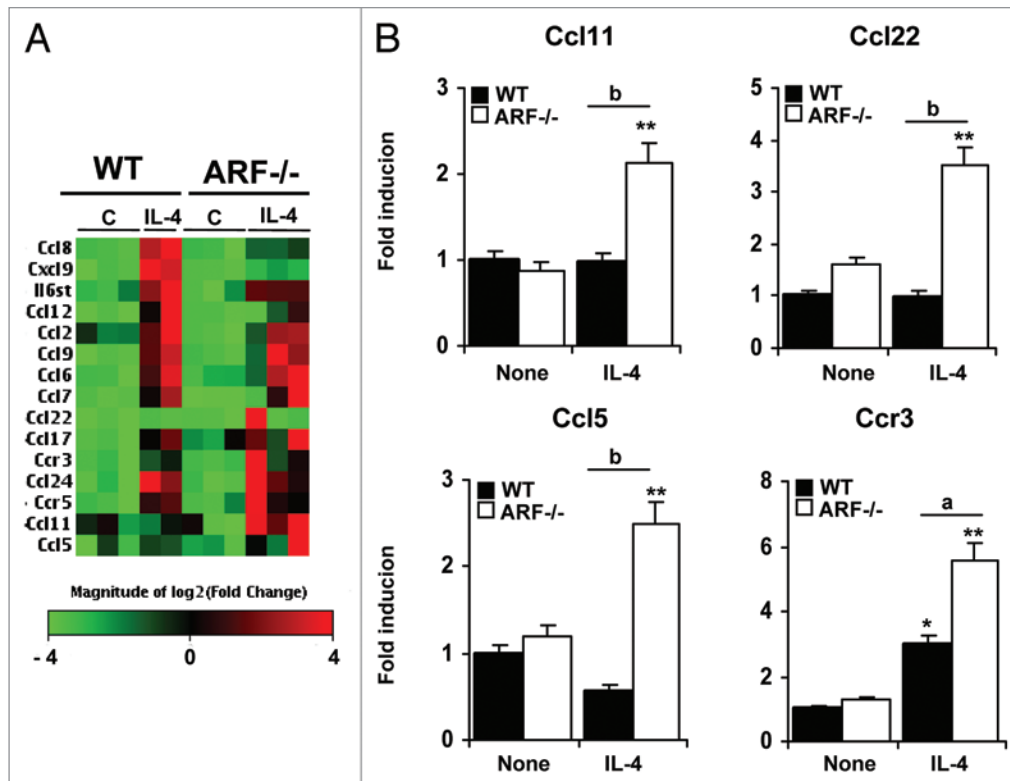 A
WT ARF-/-
C IL-4 C IL-4
Ccl8
Cxcl9
Il6st
Ccl12
Ccl2
Ccl9
Ccl6
Ccl7
Ccl22
Ccl17
Ccr3
Ccl24
Ccr5
Ccl11
Ccl5
Magnitude of log2(Fold Change)
-4 0 4
B
Ccl11
Fold inducion
3
2
1
0
WT
ARF-/-
b
**
None IL-4
Ccl22
5
4
3
2
1
0
WT
ARF-/-
b
**
None IL-4
Ccl5
Fold inducion
3
2
1
0
WT
ARF-/-
b
**
None IL-4
Ccr3
8
6
4
2
0
WT
ARF-/-
a
**
*
None IL-4